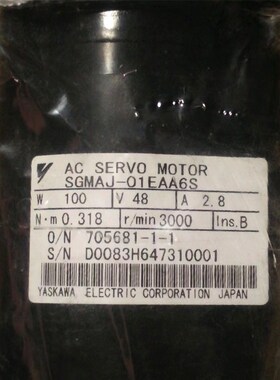 AC SERVO MOTOR
SGMAJ-01EAA6S
W 100 V 48 A 2.8
N·m 0.318 r/min 3000 Ins.B
O/N 705681-1-1
S/N D0083H647310001
YASKAWA ELECTRIC CORPORATION JAPAN